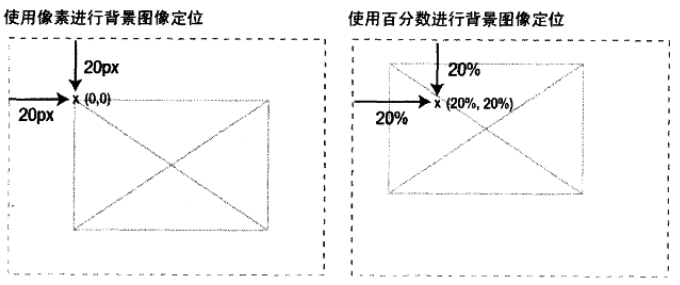 使用像素进行背景图像定位
20px
(0,0)
20px
使用百分数进行背景图像定位
20%
(20%, 20%)
20%